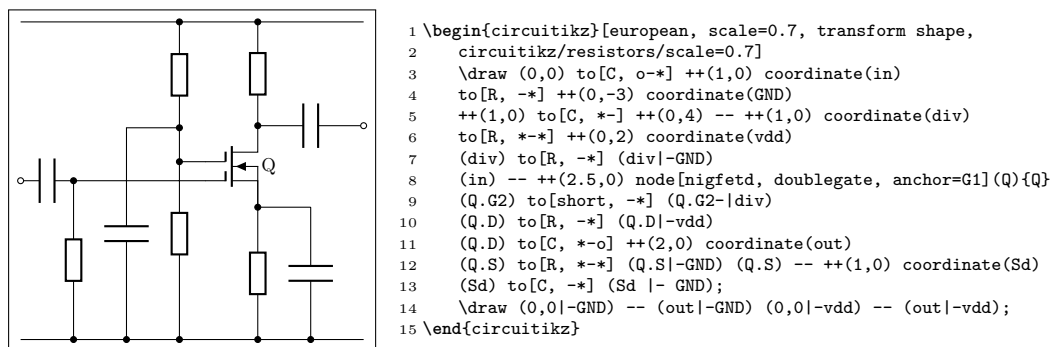 Q
1 \begin{circuitikz}[european, scale=0.7, transform shape,
2 circuitikz/resistors/scale=0.7]
3 \draw (0,0) to[C, o-*] ++(1,0) coordinate(in)
4 to[R, -*] ++(0,-3) coordinate(GND)
5 ++(1,0) to[C, *-] ++(0,4) -- ++(1,0) coordinate(div)
6 to[R, *-*] ++(0,2) coordinate(vdd)
7 (div) to[R, -*] (div|-GND)
8 (in) -- ++(2.5,0) node[nigfetd, doublegate, anchor=G1](Q){Q}
9 (Q.G2) to[short, -*] (Q.G2-|div)
10 (Q.D) to[R, -*] (Q.D|-vdd)
11 (Q.D) to[C, *-o] ++(2,0) coordinate(out)
12 (Q.S) to[R, *-*] (Q.S|-GND) (Q.S) -- ++(1,0) coordinate(Sd)
13 (Sd) to[C, -*] (Sd |- GND);
14 \draw (0,0|-GND) -- (out|-GND) (0,0|-vdd) -- (out|-vdd);
15 \end{circuitikz}